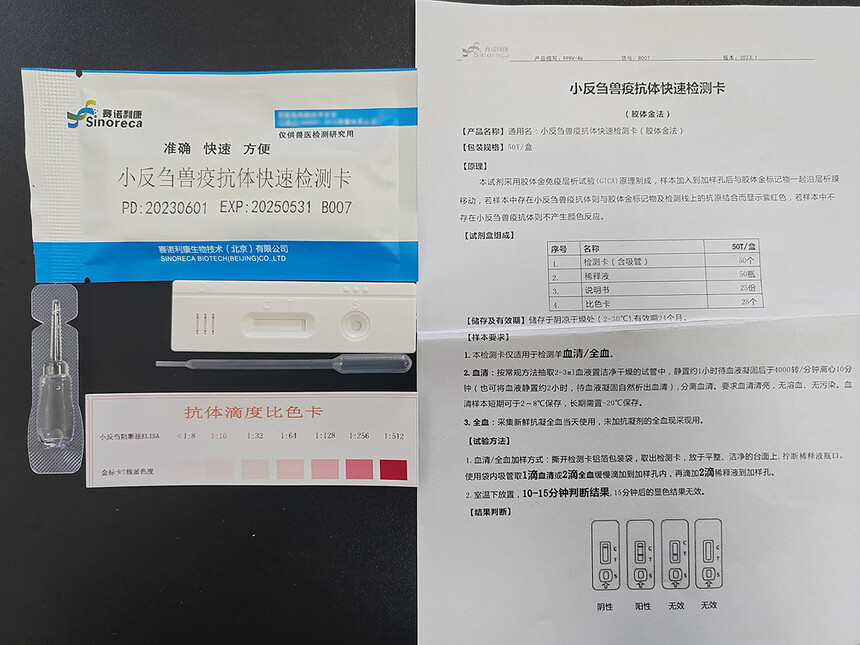 赛诺利康
Sinoreca
仅供兽医检测研究用
准确 快速 方便
小反刍兽疫抗体快速检测卡
PD:20230601 EXP:20250531 B007
赛诺利康生物技术（北京）有限公司
SINORECA BIOTECH(BEIJING)CO.,LTD
C
S
抗体滴度比色卡
小反刍阻断法ELISA ≤1:8 1:16 1:32 1:64 1:128 1:256 1:512
金标卡T线显色度
赛诺利康
产品缩写：PPRV-Ab 货号：B007 版本：2023.1
小反刍兽疫抗体快速检测卡
（胶体金法）
【产品名称】通用名：小反刍兽疫抗体快速检测卡（胶体金法）
【包装规格】50T/盒
【原理】
本试剂采用胶体金免疫层析试验(GICA)原理制成，样本加入到加样孔后与胶体金标记物一起沿层析膜
移动，若样本中存在小反刍兽疫抗体则与胶体金标记物及检测线上的抗原结合而显示紫红色，若样本中不
存在小反刍兽疫抗体则不产生颜色反应。
【试剂盒组成】
序号 名称 50T/盒
1. 检测卡（含吸管） 50个
2. 稀释液 50瓶
3. 说明书 25份
4. 比色卡 25个
【储存及有效期】储存于阴凉干燥处（2-30℃),有效期24个月。
【样本要求】
1. 本检测卡仅适用于检测羊血清/全血。
2. 血清：按常规方法抽取2-3ml血液置洁净干燥的试管中，静置约1小时待血液凝固后于4000转/分钟离心10分
钟（也可将血液静置约2小时，待血液凝固自然析出血清），分离血清。要求血清清亮，无溶血、无污染。血
清样本短期可于2～8℃保存，长期需置-20℃保存。
3. 全血：采集新鲜抗凝全血当天使用，未加抗凝剂的全血现采现用。
【试验方法】
1. 血清/全血加样方式：撕开检测卡铝箔包装袋，取出检测卡，放于平整、洁净的台面上，拧断稀释液瓶口，
使用袋内吸管取1滴血清或2滴全血缓慢滴加到加样孔内，再滴加2滴稀释液到加样孔。
2. 室温下放置，10-15分钟判断结果，15分钟后的显色结果无效。
【结果判断】
C C C C
T T T T
S S S S
阴性 阳性 无效 无效